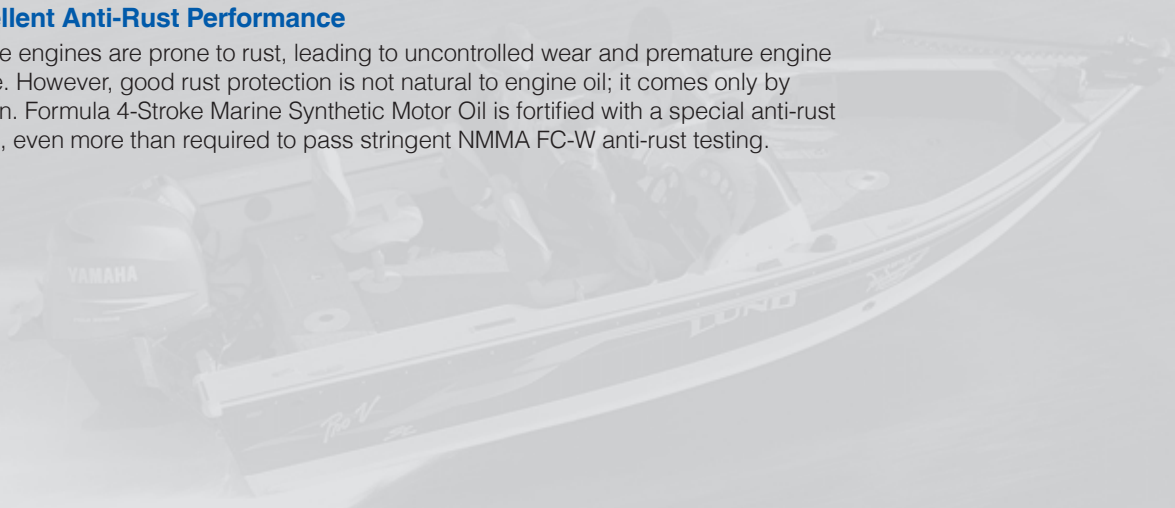 ellent Anti-Rust Performance
e engines are prone to rust, leading to uncontrolled wear and premature engine
e. However, good rust protection is not natural to engine oil; it comes only by
n. Formula 4-Stroke Marine Synthetic Motor Oil is fortified with a special anti-rust
, even more than required to pass stringent NMMA FC-W anti-rust testing.
YAMAHA
LUND
Pro V